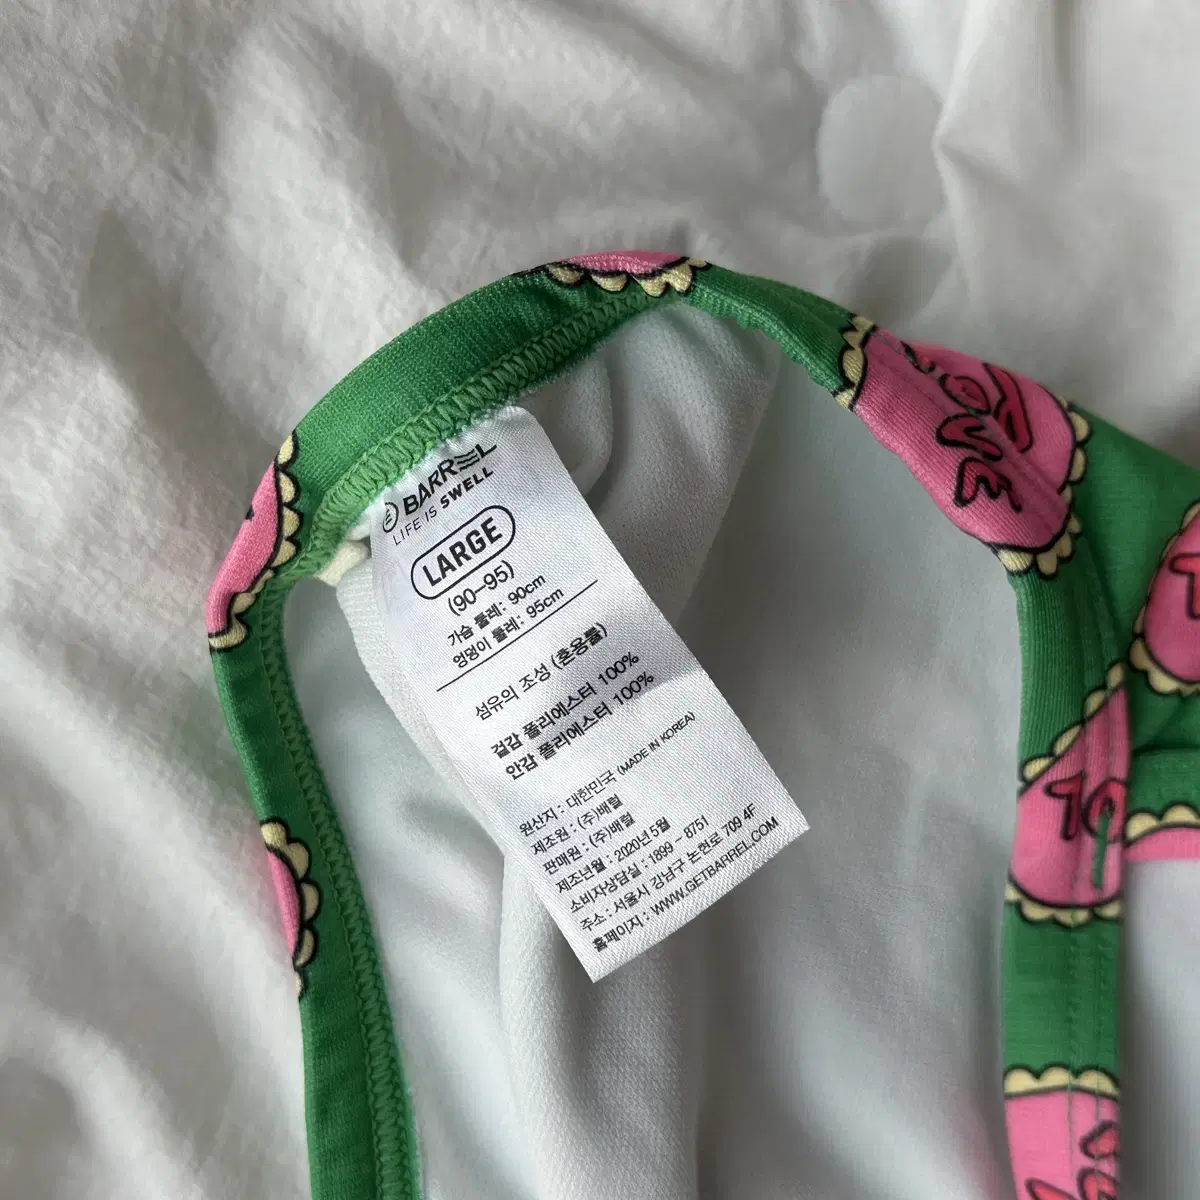 BARREL
LIFE IS SWELL
LARGE
(90-95)
가슴 둘레: 90cm
엉덩이 둘레: 95cm
섬유의 조성 (혼용률)
겉감 폴리에스터 100%
안감 폴리에스터 100%
원산지 : 대한민국 (MADE IN KOREA)
제조원 : (주)배럴
판매원 : (주)배럴
제조년월 : 2020년 5월
소비자상담실 : 1899 - 8751
주소 : 서울시 강남구 논현로 709 4F
홈페이지 : WWW.GETBARREL.COM
LOVE